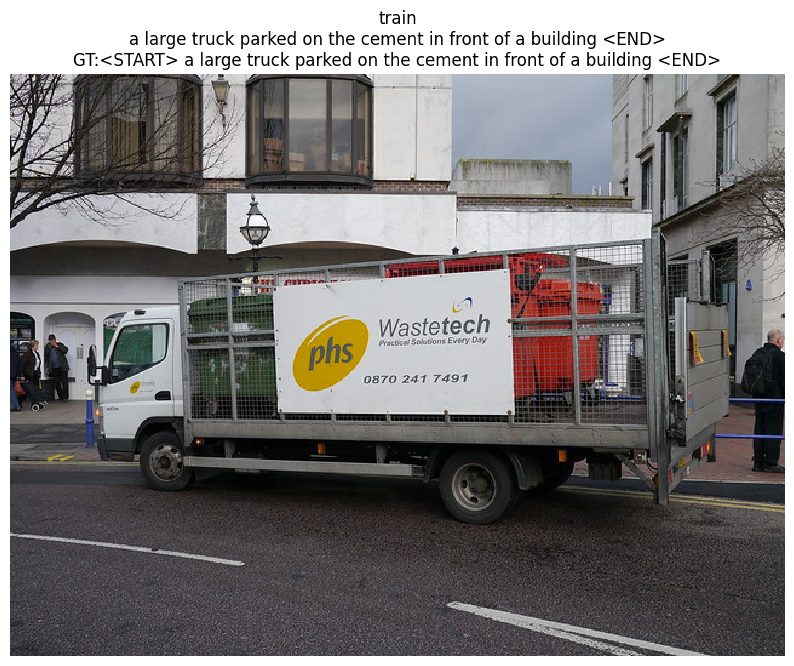 train
a large truck parked on the cement in front of a building <END>
GT:<START> a large truck parked on the cement in front of a building <END>
phs
Wastetech
Practical Solutions Every Day
0870 241 7491
phs